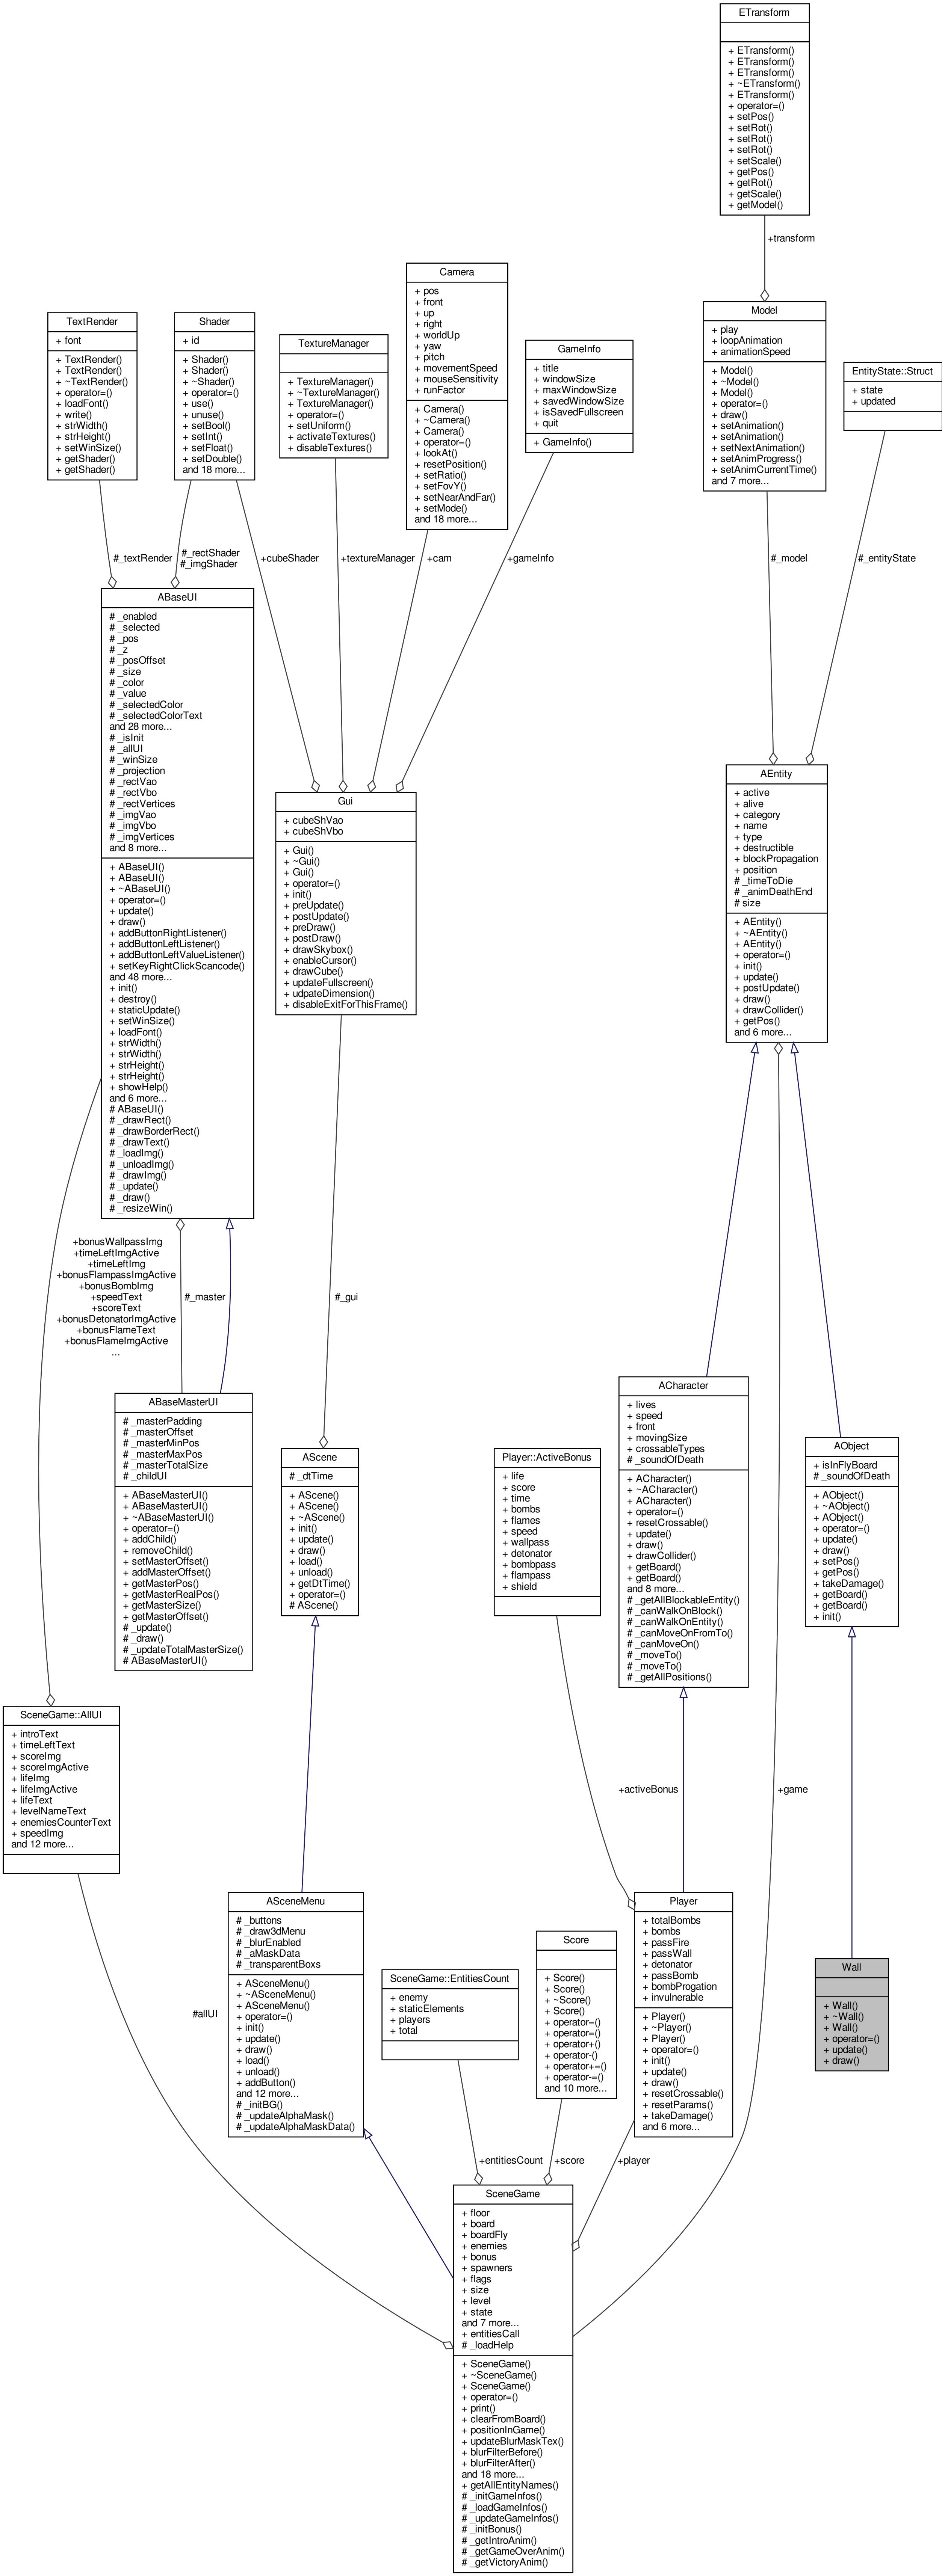 ETransform
+ ETransform()
+ ETransform()
+ ETransform()
+ ~ETransform()
+ ETransform()
+ operator=()
+ setPos()
+ setRot()
+ setRot()
+ setRot()
+ setScale()
+ getPos()
+ getRot()
+ getScale()
+ getModel()
+transform
Model
+ play
+ loopAnimation
+ animationSpeed
+ Model()
+ ~Model()
+ Model()
+ operator=()
+ draw()
+ setAnimation()
+ setAnimation()
+ setNextAnimation()
+ setAnimProgress()
+ setAnimCurrentTime()
and 7 more...
EntityState::Struct
+ state
+ updated
TextRender
+ font
+ TextRender()
+ TextRender()
+ ~TextRender()
+ operator=()
+ loadFont()
+ write()
+ strWidth()
+ strHeight()
+ setWinSize()
+ getShader()
+ getShader()
Shader
+ id
+ Shader()
+ Shader()
+ ~Shader()
+ operator=()
+ use()
+ unuse()
+ setBool()
+ setInt()
+ setFloat()
+ setDouble()
and 18 more...
TextureManager
+ TextureManager()
+ ~TextureManager()
+ TextureManager()
+ operator=()
+ setUniform()
+ activateTextures()
+ disableTextures()
Camera
+ pos
+ front
+ up
+ right
+ worldUp
+ yaw
+ pitch
+ movementSpeed
+ mouseSensitivity
+ runFactor
+ Camera()
+ ~Camera()
+ Camera()
+ operator=()
+ lookAt()
+ resetPosition()
+ setRatio()
+ setFovY()
+ setNearAndFar()
+ setMode()
and 18 more...
GameInfo
+ title
+ windowSize
+ maxWindowSize
+ savedWindowSize
+ isSavedFullscreen
+ quit
+ GameInfo()
#_textRender
#_rectShader
#_imgShader
+cubeShader
+textureManager
+cam
+gameInfo
#_model
#_entityState
ABaseUI
# _enabled
# _selected
# _pos
# _z
# _posOffset
# _size
# _color
# _value
# _selectedColor
# _selectedColorText
and 28 more...
# _isInit
# _allUI
# _winSize
# _projection
# _rectVao
# _rectVbo
# _rectVertices
# _imgVao
# _imgVbo
# _imgVertices
and 8 more...
+ ABaseUI()
+ ABaseUI()
+ ~ABaseUI()
+ operator=()
+ update()
+ draw()
+ addButtonRightListener()
+ addButtonLeftListener()
+ addButtonLeftValueListener()
+ setKeyRightClickScancode()
and 48 more...
+ init()
+ destroy()
+ staticUpdate()
+ setWinSize()
+ loadFont()
+ strWidth()
+ strWidth()
+ strHeight()
+ strHeight()
+ showHelp()
and 6 more...
# ABaseUI()
# _drawRect()
# _drawBorderRect()
# _drawText()
# _loadImg()
# _unloadImg()
# _drawImg()
# _update()
# _draw()
# _resizeWin()
Gui
+ cubeShVao
+ cubeShVbo
+ Gui()
+ ~Gui()
+ Gui()
+ operator=()
+ init()
+ preUpdate()
+ postUpdate()
+ preDraw()
+ postDraw()
+ drawSkybox()
+ enableCursor()
+ drawCube()
+ updateFullscreen()
+ udpateDimension()
+ disableExitForThisFrame()
AEntity
+ active
+ alive
+ category
+ name
+ type
+ destructible
+ blockPropagation
+ position
# _timeToDie
# _animDeathEnd
# size
+ AEntity()
+ ~AEntity()
+ AEntity()
+ operator=()
+ init()
+ update()
+ postUpdate()
+ draw()
+ drawCollider()
+ getPos()
and 6 more...
+bonusWallpassImg
+timeLeftImgActive
+timeLeftImg
+bonusFlampassImgActive
+bonusBombImg
+speedText
+scoreText
+bonusDetonatorImgActive
+bonusFlameText
+bonusFlameImgActive
...
#_master
#_gui
ABaseMasterUI
# _masterPadding
# _masterOffset
# _masterMinPos
# _masterMaxPos
# _masterTotalSize
# _childUI
+ ABaseMasterUI()
+ ABaseMasterUI()
+ ~ABaseMasterUI()
+ operator=()
+ addChild()
+ removeChild()
+ setMasterOffset()
+ addMasterOffset()
+ getMasterPos()
+ getMasterRealPos()
+ getMasterSize()
+ getMasterOffset()
# _update()
# _draw()
# _updateTotalMasterSize()
# ABaseMasterUI()
AScene
# _dtTime
+ AScene()
+ AScene()
+ ~AScene()
+ init()
+ update()
+ draw()
+ load()
+ unload()
+ getDtTime()
+ operator=()
# AScene()
Player::ActiveBonus
+ life
+ score
+ time
+ bombs
+ flames
+ speed
+ wallpass
+ detonator
+ bombpass
+ flampass
+ shield
ACharacter
+ lives
+ speed
+ front
+ movingSize
+ crossableTypes
# _soundOfDeath
+ ACharacter()
+ ~ACharacter()
+ ACharacter()
+ operator=()
+ resetCrossable()
+ update()
+ draw()
+ drawCollider()
+ getBoard()
+ getBoard()
and 8 more...
# _getAllBlockableEntity()
# _canWalkOnBlock()
# _canWalkOnEntity()
# _canMoveOnFromTo()
# _canMoveOn()
# _moveTo()
# _moveTo()
# _getAllPositions()
AObject
+ isInFlyBoard
# _soundOfDeath
+ AObject()
+ ~AObject()
+ AObject()
+ operator=()
+ update()
+ draw()
+ setPos()
+ getPos()
+ takeDamage()
+ getBoard()
+ getBoard()
+ init()
SceneGame::AllUI
+ introText
+ timeLeftText
+ scoreImg
+ scoreImgActive
+ lifeImg
+ lifeImgActive
+ lifeText
+ levelNameText
+ enemiesCounterText
+ speedImg
and 12 more...
+activeBonus
+game
#allUI
ASceneMenu
# _buttons
# _draw3dMenu
# _blurEnabled
# _aMaskData
# _transparentBoxs
+ ASceneMenu()
+ ~ASceneMenu()
+ ASceneMenu()
+ operator=()
+ init()
+ update()
+ draw()
+ load()
+ unload()
+ addButton()
and 12 more...
# _initBG()
# _updateAlphaMask()
# _updateAlphaMaskData()
SceneGame::EntitiesCount
+ enemy
+ staticElements
+ players
+ total
Score
+ Score()
+ Score()
+ ~Score()
+ Score()
+ operator=()
+ operator=()
+ operator+()
+ operator-()
+ operator+=()
+ operator-=()
and 10 more...
Player
+ totalBombs
+ bombs
+ passFire
+ passWall
+ detonator
+ passBomb
+ bombProgation
+ invulnerable
+ Player()
+ ~Player()
+ Player()
+ operator=()
+ init()
+ update()
+ draw()
+ resetCrossable()
+ resetParams()
+ takeDamage()
and 6 more...
Wall
+ Wall()
+ ~Wall()
+ Wall()
+ operator=()
+ update()
+ draw()
+entitiesCount
+score
+player
SceneGame
+ floor
+ board
+ boardFly
+ enemies
+ bonus
+ spawners
+ flags
+ size
+ level
+ state
and 7 more...
+ entitiesCall
# _loadHelp
+ SceneGame()
+ ~SceneGame()
+ SceneGame()
+ operator=()
+ print()
+ clearFromBoard()
+ positionInGame()
+ updateBlurMaskTex()
+ blurFilterBefore()
+ blurFilterAfter()
and 18 more...
+ getAllEntityNames()
# _initGameInfos()
# _loadGameInfos()
# _updateGameInfos()
# _initBonus()
# _getIntroAnim()
# _getGameOverAnim()
# _getVictoryAnim()